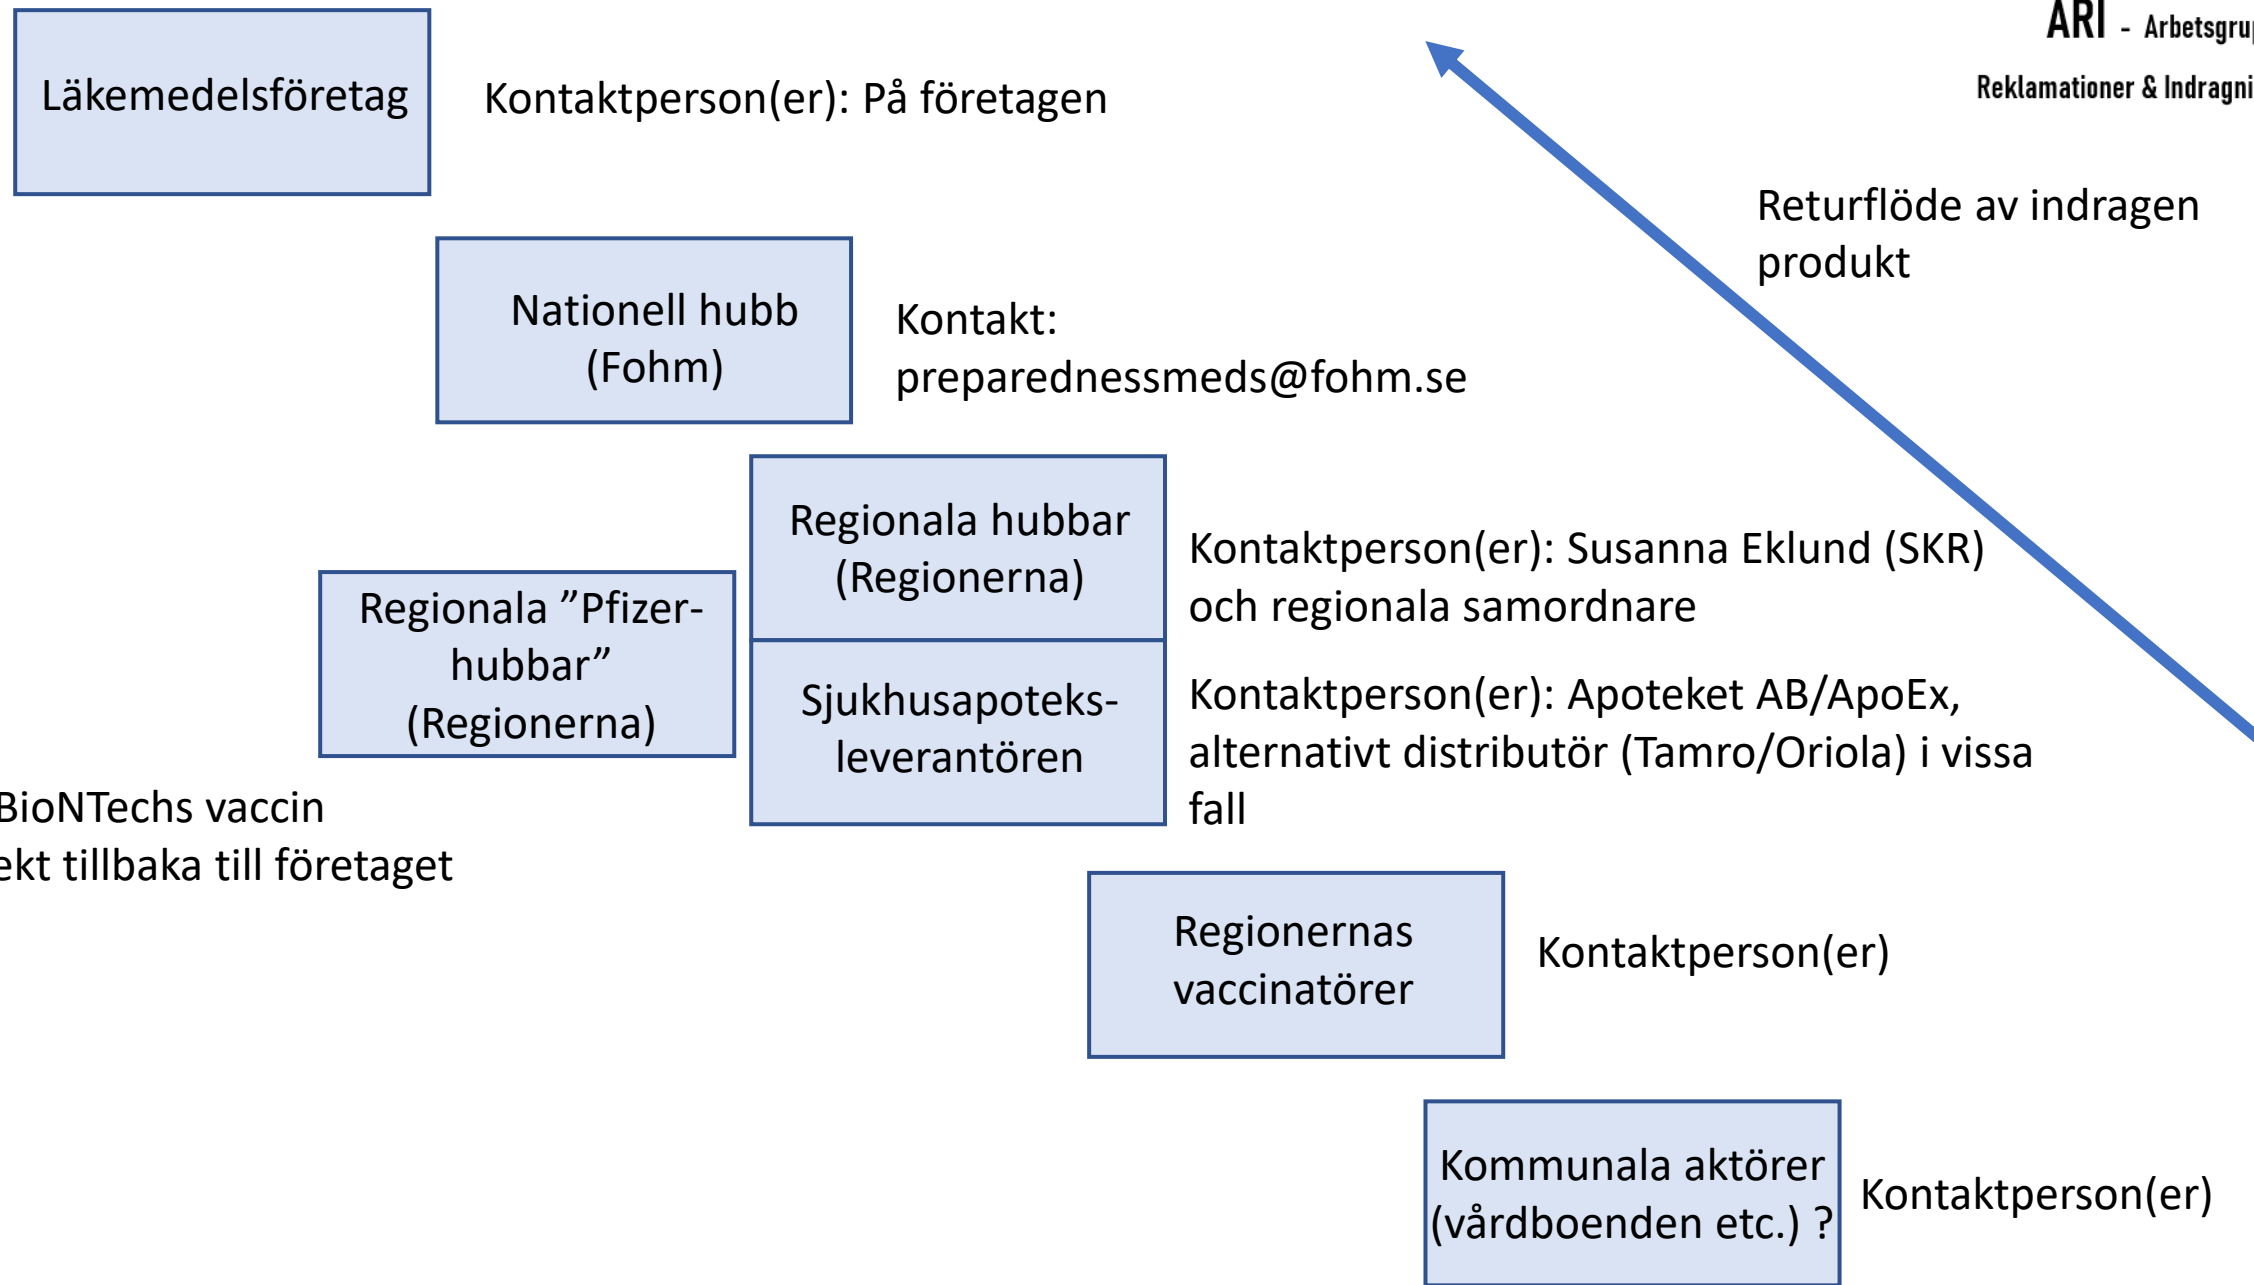 ARI - Arbetsgru
Reklamationer & Indragni
Läkemedelsföretag
Kontaktperson(er): På företagen
Returflöde av indragen
produkt
Nationell hubb
(Fohm)
Kontakt:
preparednessmeds@fohm.se
Regionala hubbar
(Regionerna)
Kontaktperson(er): Susanna Eklund (SKR)
och regionala samordnare
Regionala ”Pfizer-
hubbar”
(Regionerna)
Sjukhusapoteks-
leverantören
Kontaktperson(er): Apoteket AB/ApoEx,
alternativt distributör (Tamro/Oriola) i vissa
fall
BioNTechs vaccin
ekt tillbaka till företaget
Regionernas
vaccinatörer
Kontaktperson(er)
Kommunala aktörer
(vårdboenden etc.) ?
Kontaktperson(er)